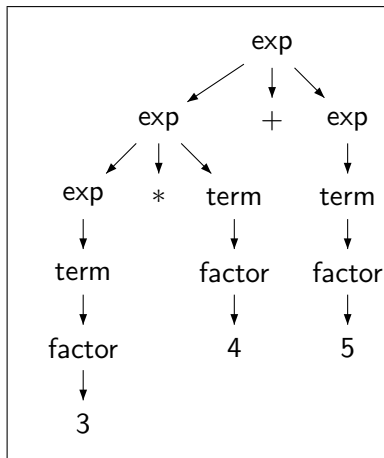 exp
exp + exp
exp * term term
term factor factor
factor 4 5
3